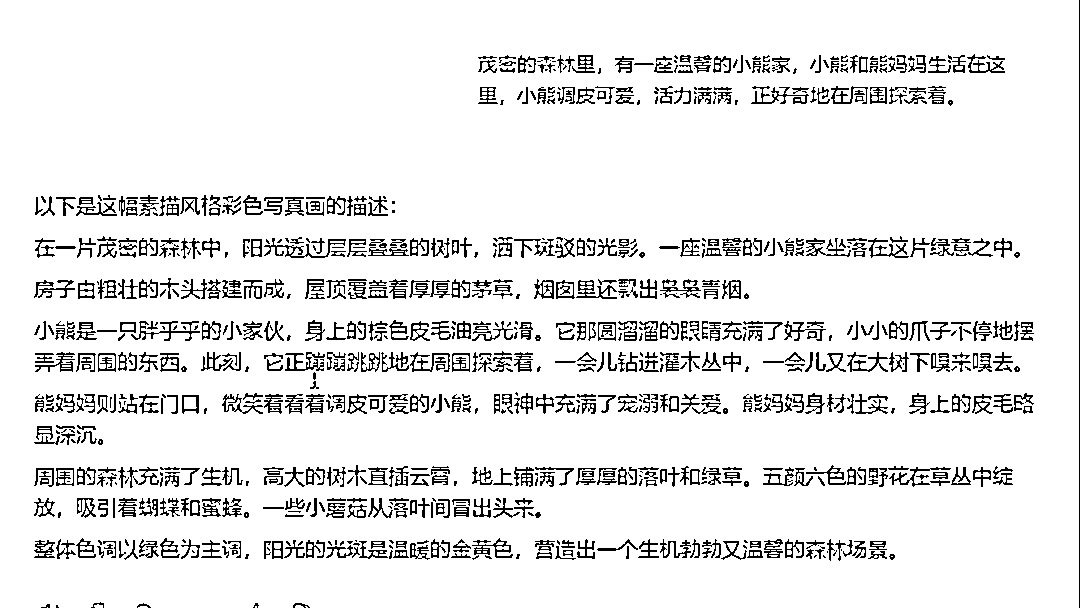 茂密的森林里，有一座温馨的小熊家，小熊和熊妈妈生活在这
里，小熊调皮可爱，活力满满，正好奇地在周围探索着。
以下是这幅素描风格彩色写真画的描述：
在一片茂密的森林中，阳光透过层层叠叠的树叶，洒下斑驳的光影。一座温馨的小熊家坐落在这片绿意之中。
房子由粗壮的木头搭建而成，屋顶覆盖着厚厚的茅草，烟囱里还飘出袅袅青烟。
小熊是一只胖乎乎的小家伙，身上的棕色皮毛油亮光滑。它那圆溜溜的眼睛充满了好奇，小小的爪子不停地摆
弄着周围的东西。此刻，它正蹦蹦跳跳地在周围探索着，一会儿钻进灌木丛中，一会儿又在大树下嗅来嗅去。
熊妈妈则站在门口，微笑着看着调皮可爱的小熊，眼神中充满了宠溺和关爱。熊妈妈身材壮实，身上的皮毛略
显深沉。
周围的森林充满了生机，高大的树木直插云霄，地上铺满了厚厚的落叶和绿草。五颜六色的野花在草丛中绽
放，吸引着蝴蝶和蜜蜂。一些小蘑菇从落叶间冒出头来。
整体色调以绿色为主调，阳光的光斑是温暖的金黄色，营造出一个生机勃勃又温馨的森林场景。